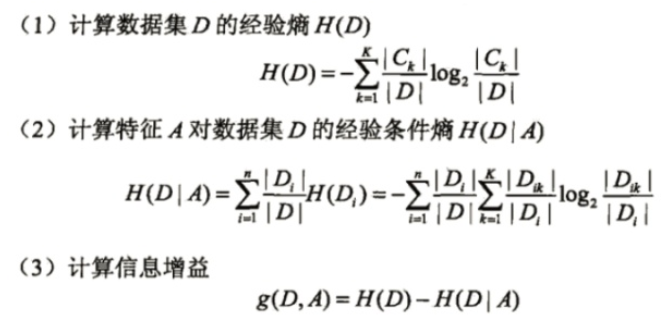 （1）计算数据集 D 的经验熵 H(D)
H(D)=-\sum_{k=1}^{K}\frac{|C_k|}{|D|}\log_2\frac{|C_k|}{|D|}
（2）计算特征 A 对数据集 D 的经验条件熵 H(D|A)
H(D|A)=\sum_{i=1}^{n}\frac{|D_i|}{|D|}H(D_i)=-\sum_{i=1}^{n}\frac{|D_i|}{|D|}\sum_{k=1}^{K}\frac{|D_{ik}|}{|D_i|}\log_2\frac{|D_{ik}|}{|D_i|}
（3）计算信息增益
g(D,A)=H(D)-H(D|A)